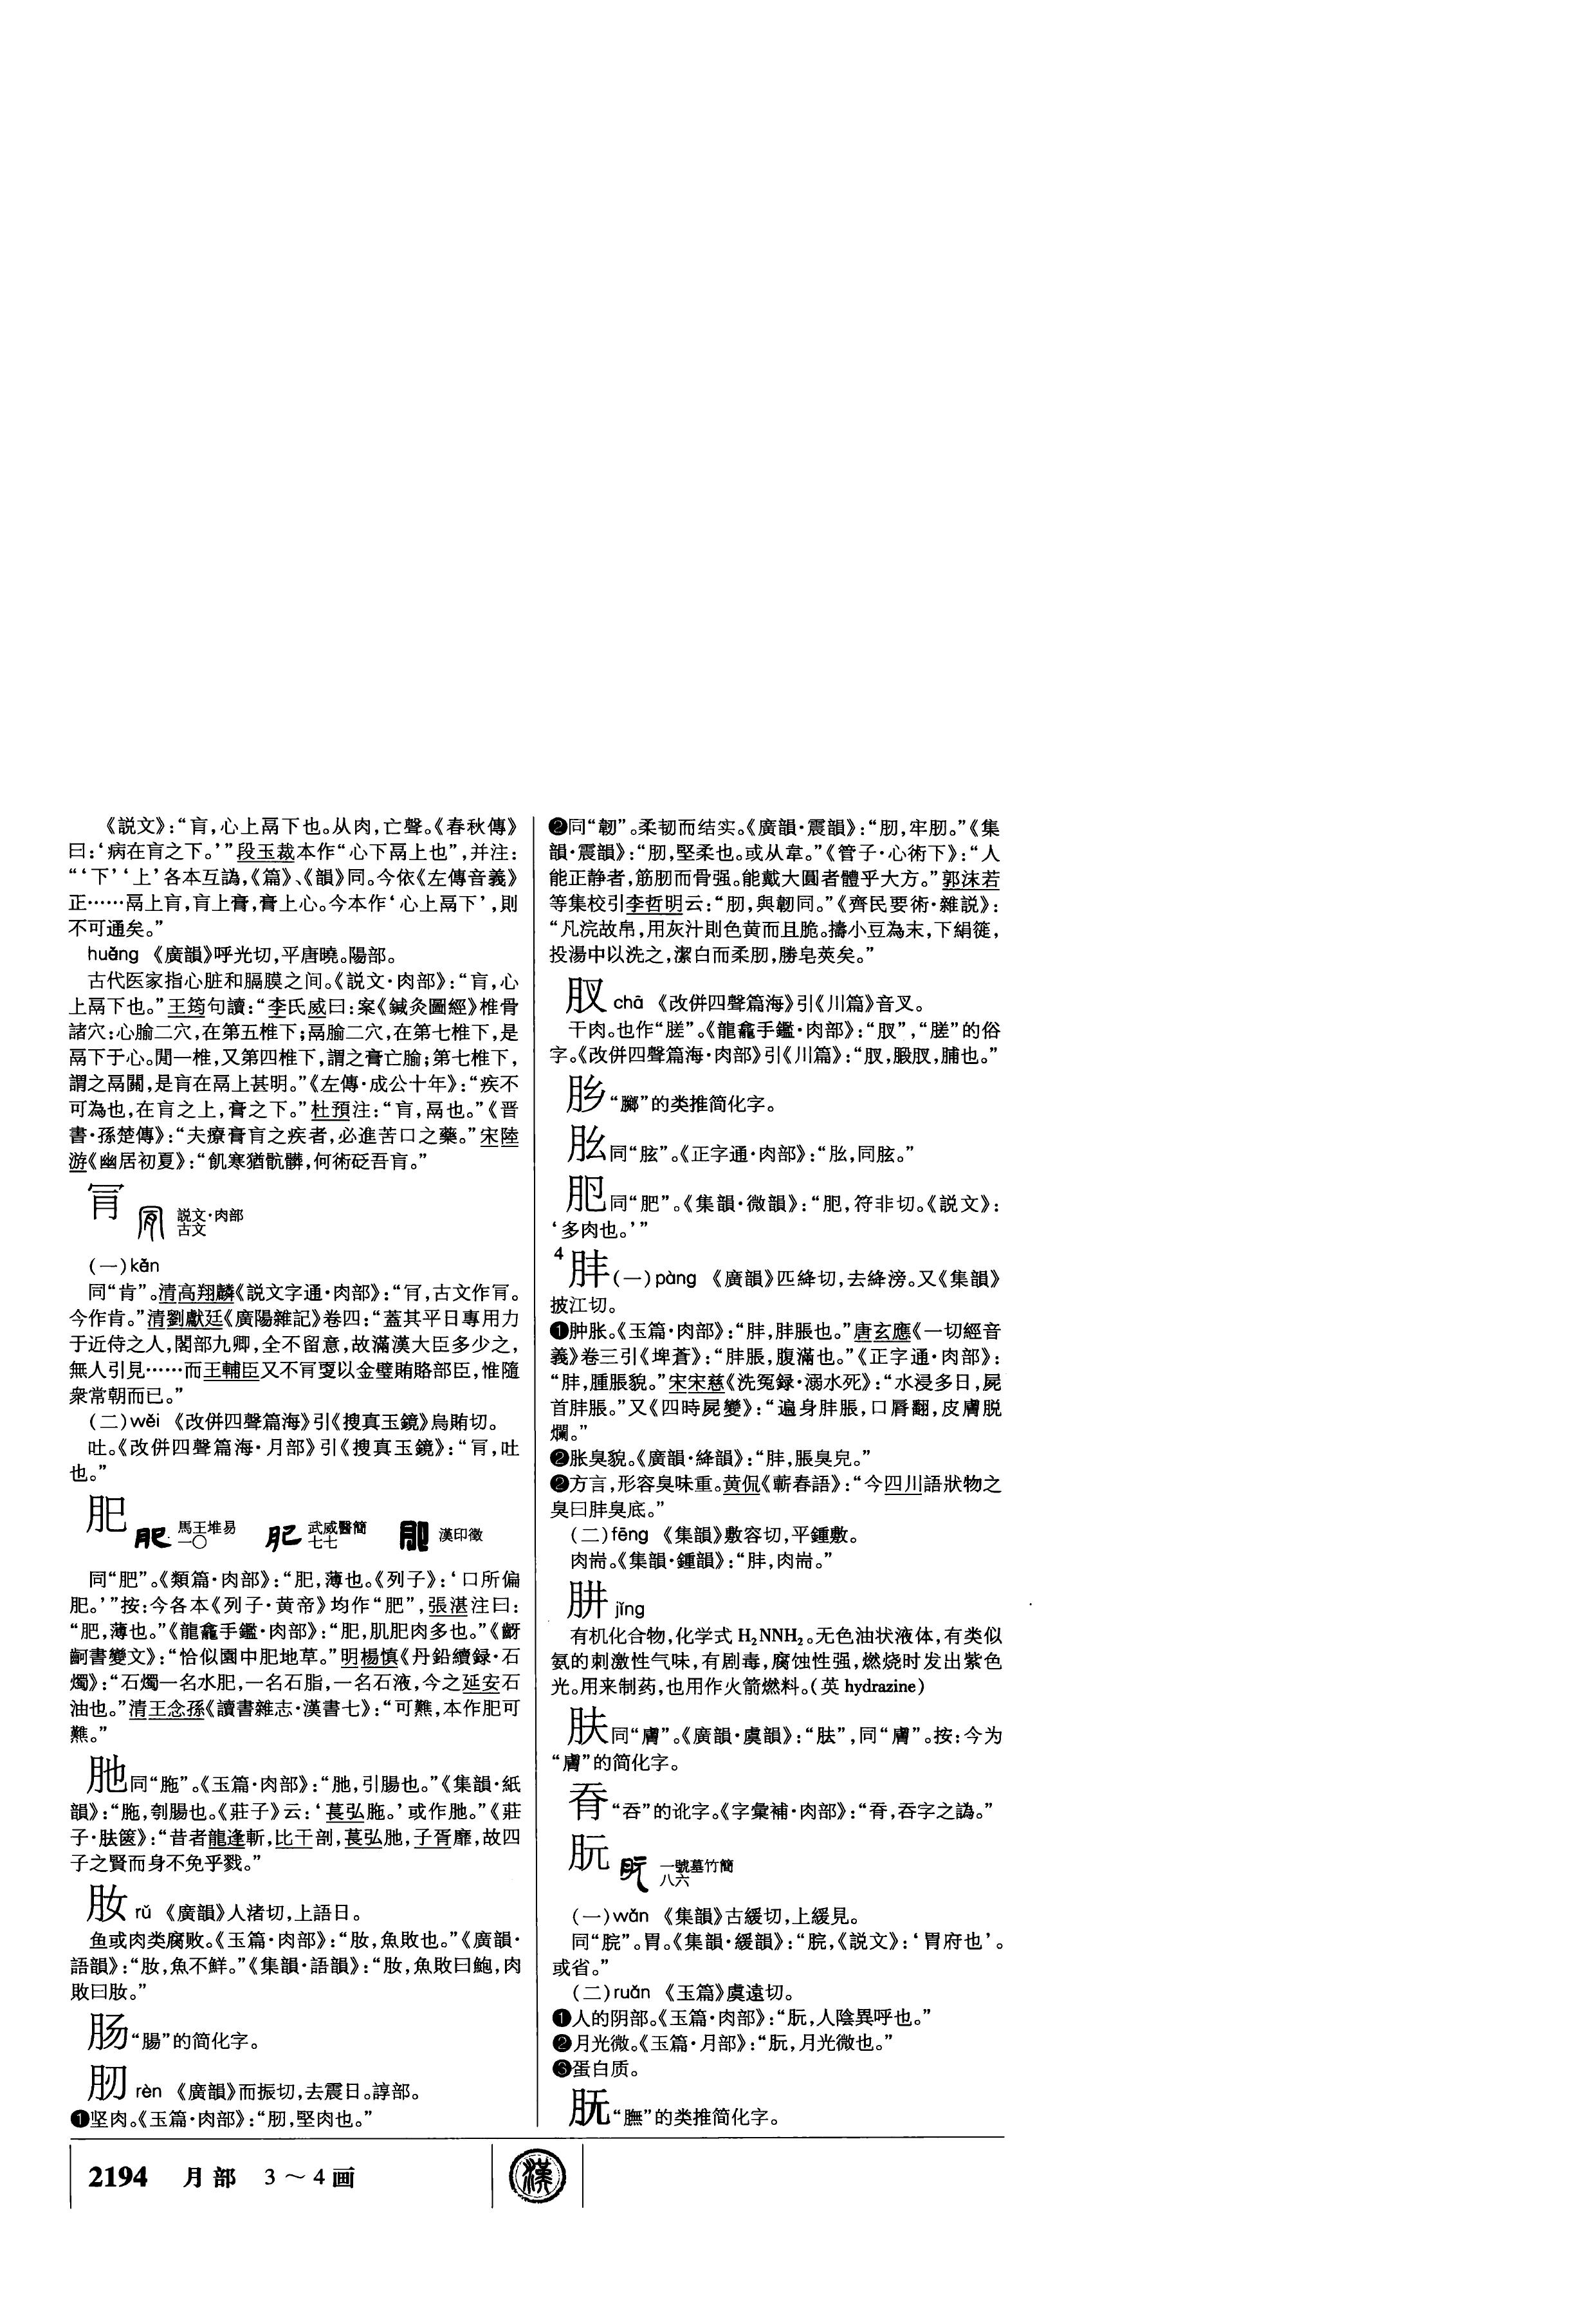 《説文》：“肓，心上鬲下也。从肉，亡聲。《春秋傳》
曰：‘病在肓之下。’”段玉裁本作“心下鬲上也”，并注：
“‘下’‘上’各本互譌，《篇》、《韻》同。今依《左傳音義》
正……鬲上肓，肓上膏，膏上心。今本作‘心上鬲下’，則
不可通矣。”
huāng 《廣韻》呼光切，平唐曉。陽部。
古代医家指心脏和膈膜之间。《説文·肉部》：“肓，心
上鬲下也。”王筠句讀：“李氏威曰：案《鍼灸圖經》椎骨
諸穴：心腧二穴，在第五椎下；鬲腧二穴，在第七椎下，是
鬲下于心。閒一椎，又第四椎下，謂之膏亡腧；第七椎下，
謂之鬲關，是肓在鬲上甚明。”《左傳·成公十年》：“疾不
可為也，在肓之上，膏之下。”杜預注：“肓，鬲也。”《晋
書·孫楚傳》：“夫療膏肓之疾者，必進苦口之藥。”宋陸
游《幽居初夏》：“飢寒猶骯髒，何術砭吾肓。”
肎 説文·肉部
古文
（一）kěn
同“肯”。清高翔麟《説文字通·肉部》：“肎，古文作肎。
今作肯。”清劉獻廷《廣陽雜記》卷四：“蓋其平日專用力
于近侍之人，閣部九卿，全不留意，故滿漢大臣多少之，
無人引見……而王輔臣又不肎㪅以金璧賄賂部臣，惟隨
衆常朝而已。”
（二）wěi 《改併四聲篇海》引《搜真玉鏡》烏賄切。
吐。《改併四聲篇海·月部》引《搜真玉鏡》：“肎，吐
也。”
肥 馬王堆易
一〇 武威醫簡
七七 漢印徵
同“肥”。《類篇·肉部》：“肥，薄也。《列子》：‘口所偏
肥。’”按：今各本《列子·黄帝》均作“肥”，張湛注曰：
“肥，薄也。”《龍龕手鑑·肉部》：“肥，肌肥肉多也。”《齖
䶗書變文》：“恰似園中肥地草。”明楊慎《丹鉛續録·石
燭》：“石燭一名水肥，一名石脂，一名石液，今之延安石
油也。”清王念孫《讀書雜志·漢書七》：“可䕼，本作肥可
䕼。”
肔同“胣”。《玉篇·肉部》：“肔，引腸也。”《集韻·紙
韻》：“胣，刳腸也。《莊子》云：‘萇弘胣。’或作肔。”《莊
子·胠篋》：“昔者龍逢斬，比干剖，萇弘肔，子胥靡，故四
子之賢而身不免乎戮。”
肗 rǔ 《廣韻》人渚切，上語日。
鱼或肉类腐败。《玉篇·肉部》：“肗，魚敗也。”《廣韻·
語韻》：“肗，魚不鮮。”《集韻·語韻》：“肗，魚敗曰鮑，肉
敗曰肗。”
肠“腸”的简化字。
肕 rèn 《廣韻》而振切，去震日。諄部。
❶坚肉。《玉篇·肉部》：“肕，堅肉也。”
❷同“韌”。柔韧而结实。《廣韻·震韻》：“肕，牢肕。”《集
韻·震韻》：“肕，堅柔也。或从韋。”《管子·心術下》：“人
能正静者，筋肕而骨强。能戴大圓者體乎大方。”郭沫若
等集校引李哲明云：“肕，與韌同。”《齊民要術·雜説》：
“凡浣故帛，用灰汁則色黄而且脆。擣小豆為末，下絹簁，
投湯中以洗之，潔白而柔肕，勝皂莢矣。”
肞 chā 《改併四聲篇海》引《川篇》音叉。
干肉。也作“膪”。《龍龕手鑑·肉部》：“肞”，“膪”的俗
字。《改併四聲篇海·肉部》引《川篇》：“肞，腶肞，脯也。”
“膷”的类推简化字。
同“胘”。《正字通·肉部》：“，同胘。”
同“肥”。《集韻·微韻》：“，符非切。《説文》：
‘多肉也。’”
4 胖（一）pàng 《廣韻》匹絳切，去絳滂。又《集韻》
披江切。
❶肿胀。《玉篇·肉部》：“胖，胖脹也。”唐玄應《一切經音
義》卷三引《埤蒼》：“胖脹，腹滿也。”《正字通·肉部》：
“胖，腫脹貌。”宋宋慈《洗冤録·溺水死》：“水浸多日，屍
首胖脹。”又《四時屍變》：“遍身胖脹，口脣翻，皮膚脱
爛。”
❷胀臭貌。《廣韻·絳韻》：“胖，脹臭皃。”
❷方言，形容臭味重。黄侃《蘄春語》：“今四川語狀物之
臭曰胖臭底。”
（二）fēng 《集韻》敷容切，平鍾敷。
肉耑。《集韻·鍾韻》：“胖，肉耑。”
肼 jǐng
有机化合物，化学式H₂NNH₂。无色油状液体，有类似
氨的刺激性气味，有剧毒，腐蚀性强，燃烧时发出紫色
光。用来制药，也用作火箭燃料。（英 hydrazine）
肤同“膚”。《廣韻·虞韻》：“肤”，同“膚”。按：今为
“膚”的简化字。
“吞”的讹字。《字彙補·肉部》：“，吞字之譌。”
朊 一號墓竹簡
八六
（一）wǎn 《集韻》古緩切，上緩見。
同“脘”。胃。《集韻·緩韻》：“脘，《説文》：‘胃府也’。
或省。”
（二）ruǎn 《玉篇》虞遠切。
❶人的阴部。《玉篇·肉部》：“朊，人陰異呼也。”
❷月光微。《玉篇·月部》：“朊，月光微也。”
❸蛋白质。
“膴”的类推简化字。
2194 月部 3～4画
漢